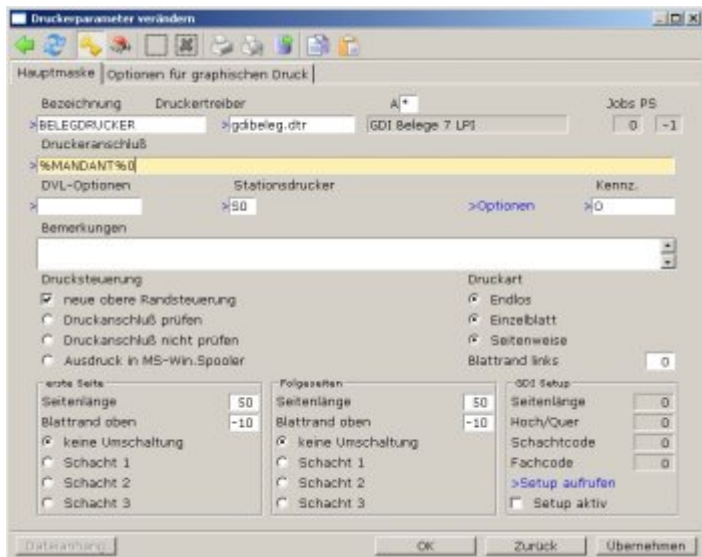 Druckerparameter verändern
Hauptmaske Optionen für graphischen Druck
Bezeichnung Druckertreiber A * Jobs PS
>BELEGDRUCKER >gdibeleg.dtr GDI Belege 7 LPI 0 -1
Druckeranschluß
>%MANDANT%0
DVL-Optionen Stationsdrucker Kennz.
> >S0 >Optionen >O
Bemerkungen
Drucksteuerung Druckart
neue obere Randsteuerung Endlos
Druckanschluß prüfen Einzelblatt
Druckanschluß nicht prüfen Seitenweise
Ausdruck in MS-Win.Spooler Blattrand links 0
erste Seite Folgeseiten GDI Setup
Seitenlänge 50 Seitenlänge 50 Seitenlänge 0
Blattrand oben -10 Blattrand oben -10 Hoch/Quer 0
keine Umschaltung keine Umschaltung Schachtcode 0
Schacht 1 Schacht 1 Fachcode 0
Schacht 2 Schacht 2 >Setup aufrufen
Schacht 3 Schacht 3 Setup aktiv
Dateianhang OK Zurück Übernehmen